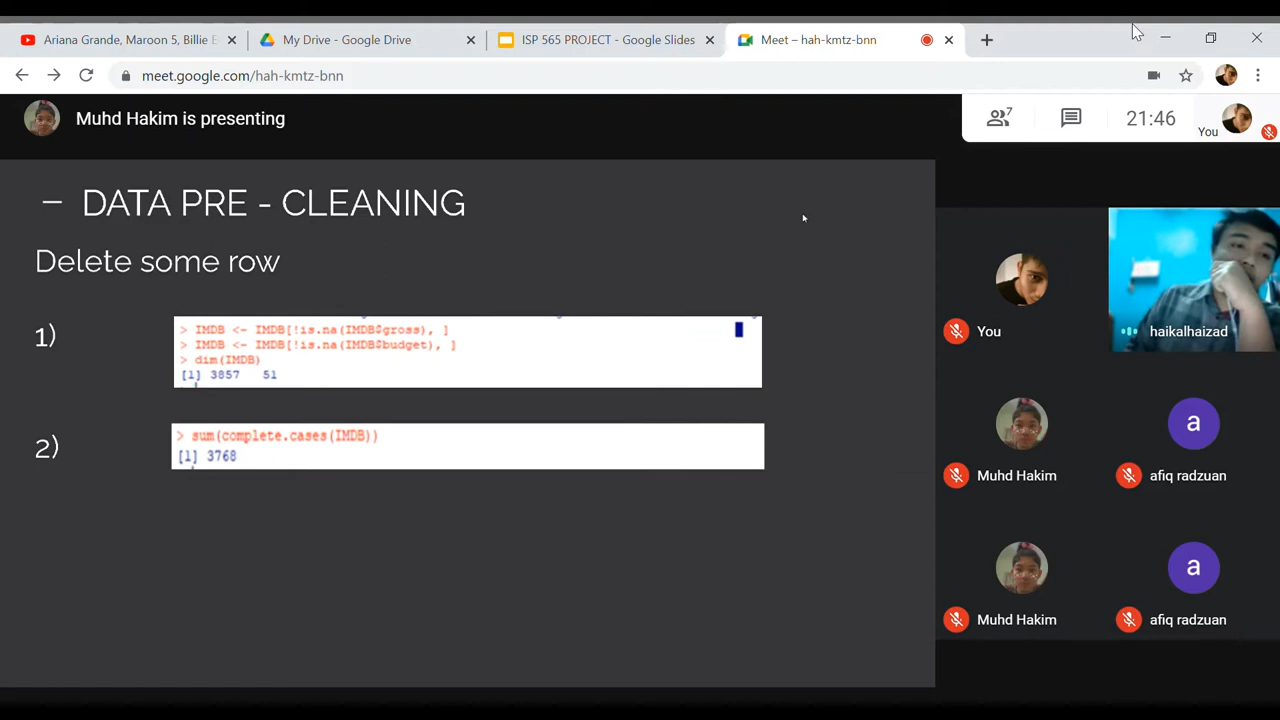 Ariana Grande, Maroon 5, Billie E
My Drive - Google Drive
ISP 565 PROJECT - Google Slides
Meet – hah-kmtz-bnn
meet.google.com/hah-kmtz-bnn
Muhd Hakim is presenting
7
21:46
You
– DATA PRE - CLEANING
Delete some row
1)
> IMDB <- IMDB[!is.na(IMDB$gross), ]
> IMDB <- IMDB[!is.na(IMDB$budget), ]
> dim(IMDB)
[1] 3857 51
2)
> sum(complete.cases(IMDB))
[1] 3768
You
haikalhaizad
a
Muhd Hakim
afiq radzuan
a
Muhd Hakim
afiq radzuan